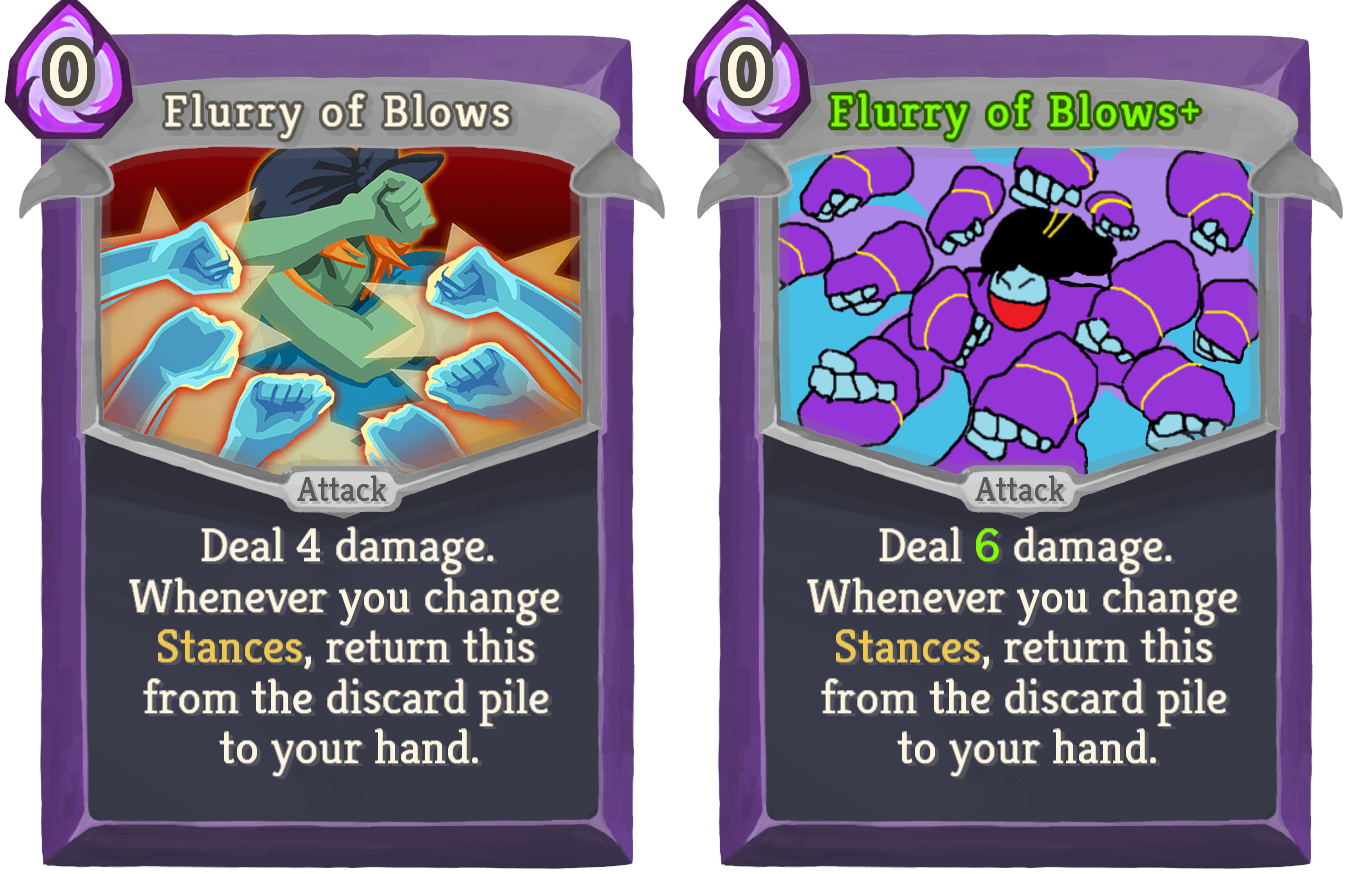 0
Flurry of Blows
Attack
Deal 4 damage.
Whenever you change
Stances, return this
from the discard pile
to your hand.
0
Flurry of Blows+
Attack
Deal 6 damage.
Whenever you change
Stances, return this
from the discard pile
to your hand.